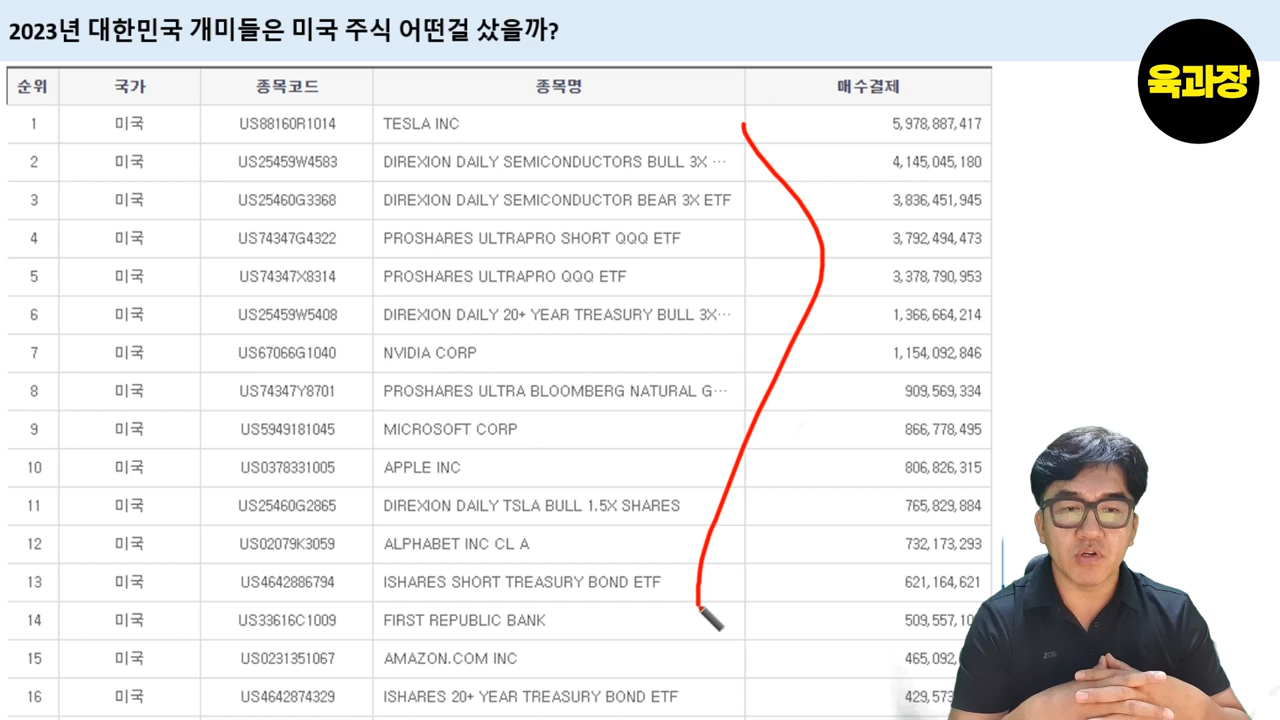 2023년 대한민국 개미들은 미국 주식 어떤걸 샀을까?
육과장
순위 국가 종목코드 종목명 매수결제
1 미국 US88160R1014 TESLA INC 5,978,887,417
2 미국 US25459W4583 DIREXION DAILY SEMICONDUCTORS BULL 3X ··· 4,145,045,180
3 미국 US25460G3368 DIREXION DAILY SEMICONDUCTOR BEAR 3X ETF 3,836,451,945
4 미국 US74347G4322 PROSHARES ULTRAPRO SHORT QQQ ETF 3,792,494,473
5 미국 US74347X8314 PROSHARES ULTRAPRO QQQ ETF 3,378,790,953
6 미국 US25459W5408 DIREXION DAILY 20+ YEAR TREASURY BULL 3X··· 1,366,664,214
7 미국 US67066G1040 NVIDIA CORP 1,154,092,846
8 미국 US74347Y8701 PROSHARES ULTRA BLOOMBERG NATURAL G··· 909,569,334
9 미국 US5949181045 MICROSOFT CORP 866,778,495
10 미국 US0378331005 APPLE INC 806,826,315
11 미국 US25460G2865 DIREXION DAILY TSLA BULL 1.5X SHARES 765,829,884
12 미국 US02079K3059 ALPHABET INC CL A 732,173,293
13 미국 US4642886794 ISHARES SHORT TREASURY BOND ETF 621,164,621
14 미국 US33616C1009 FIRST REPUBLIC BANK 509,557,10
15 미국 US0231351067 AMAZON.COM INC 465,092,
16 미국 US4642874329 ISHARES 20+ YEAR TREASURY BOND ETF 429,573